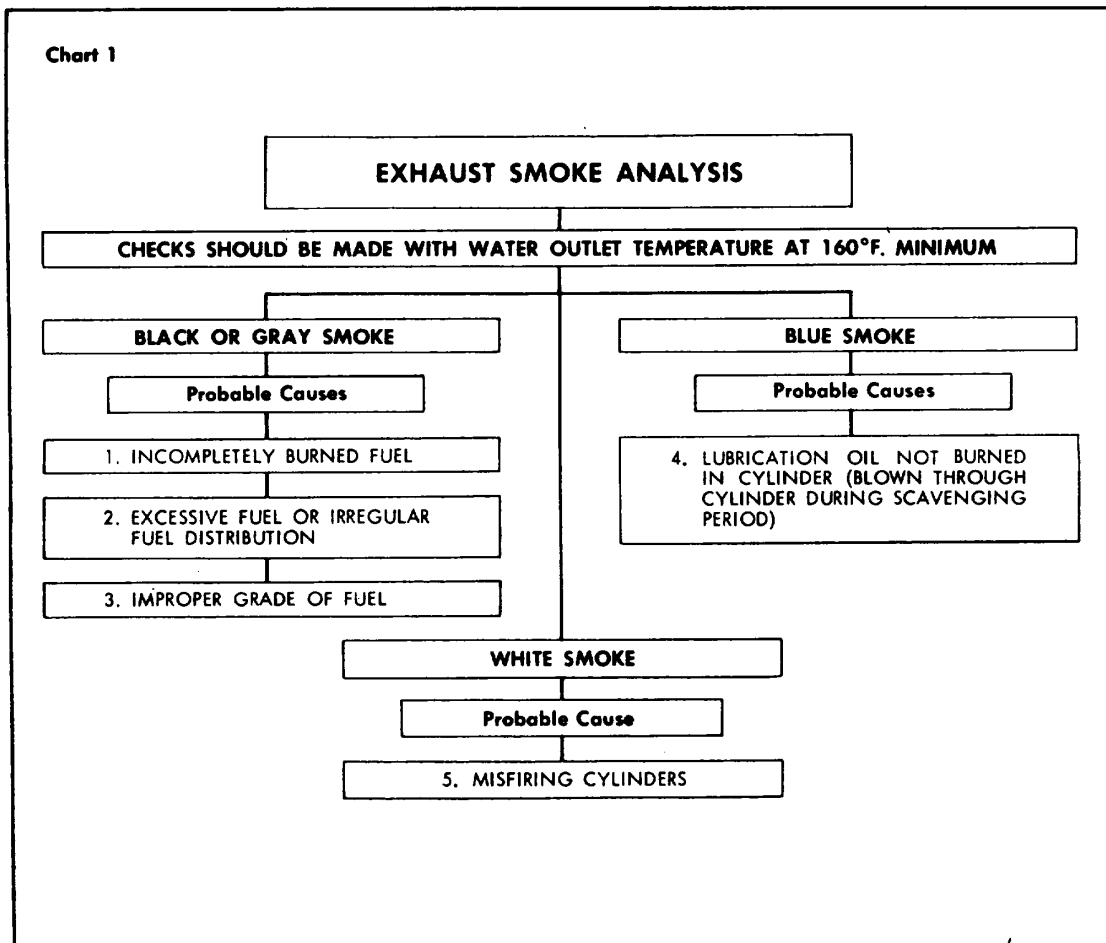 Chart 1
EXHAUST SMOKE ANALYSIS
CHECKS SHOULD BE MADE WITH WATER OUTLET TEMPERATURE AT 160°F. MINIMUM
BLACK OR GRAY SMOKE
Probable Causes
1. INCOMPLETELY BURNED FUEL
2. EXCESSIVE FUEL OR IRREGULAR
FUEL DISTRIBUTION
3. IMPROPER GRADE OF FUEL
BLUE SMOKE
Probable Causes
4. LUBRICATION OIL NOT BURNED
IN CYLINDER (BLOWN THROUGH
CYLINDER DURING SCAVENGING
PERIOD)
WHITE SMOKE
Probable Cause
5. MISFIRING CYLINDERS